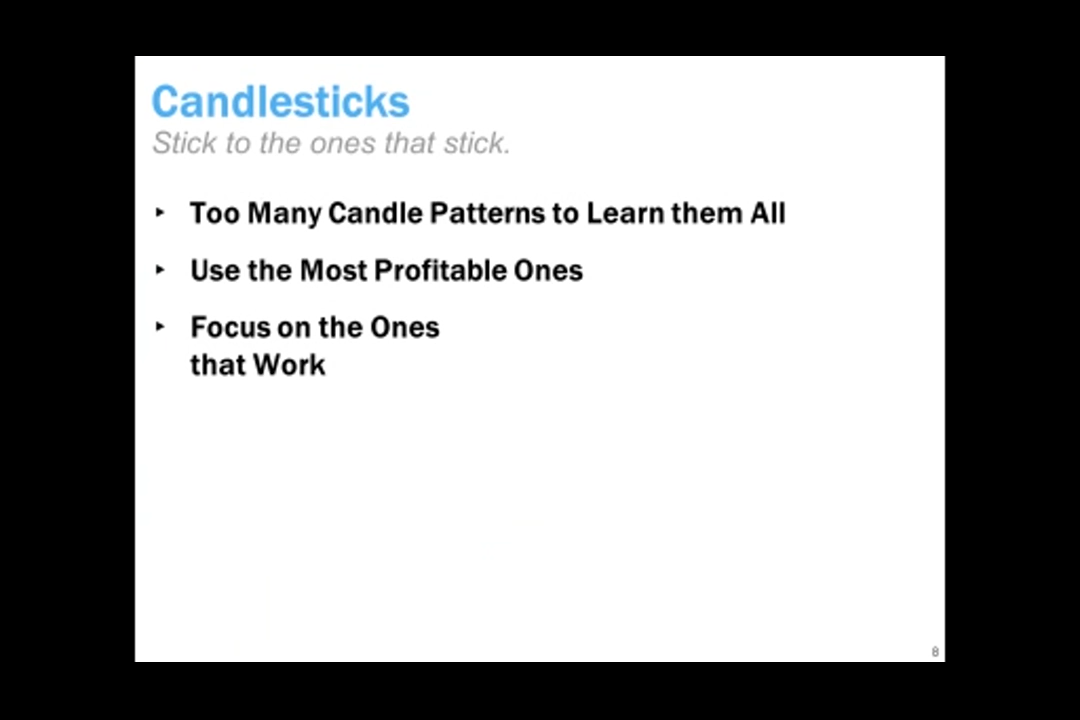 Candlesticks
Stick to the ones that stick.
‣ Too Many Candle Patterns to Learn them All
‣ Use the Most Profitable Ones
‣ Focus on the Ones
that Work
8